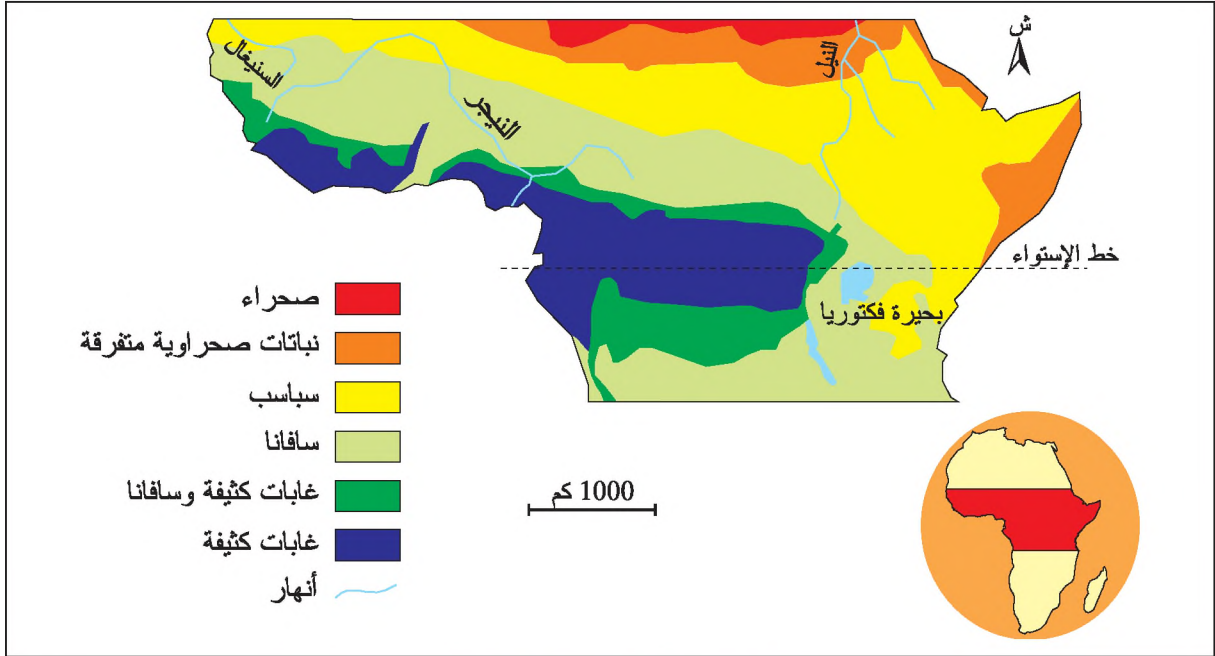 ش
السنيغال
النيجر
النيل
خط الإستواء
بحيرة فكتوريا
صحراء
نباتات صحراوية متفرقة
سباسب
سافانا
غابات كثيفة وسافانا
غابات كثيفة
أنهار
1000 كم